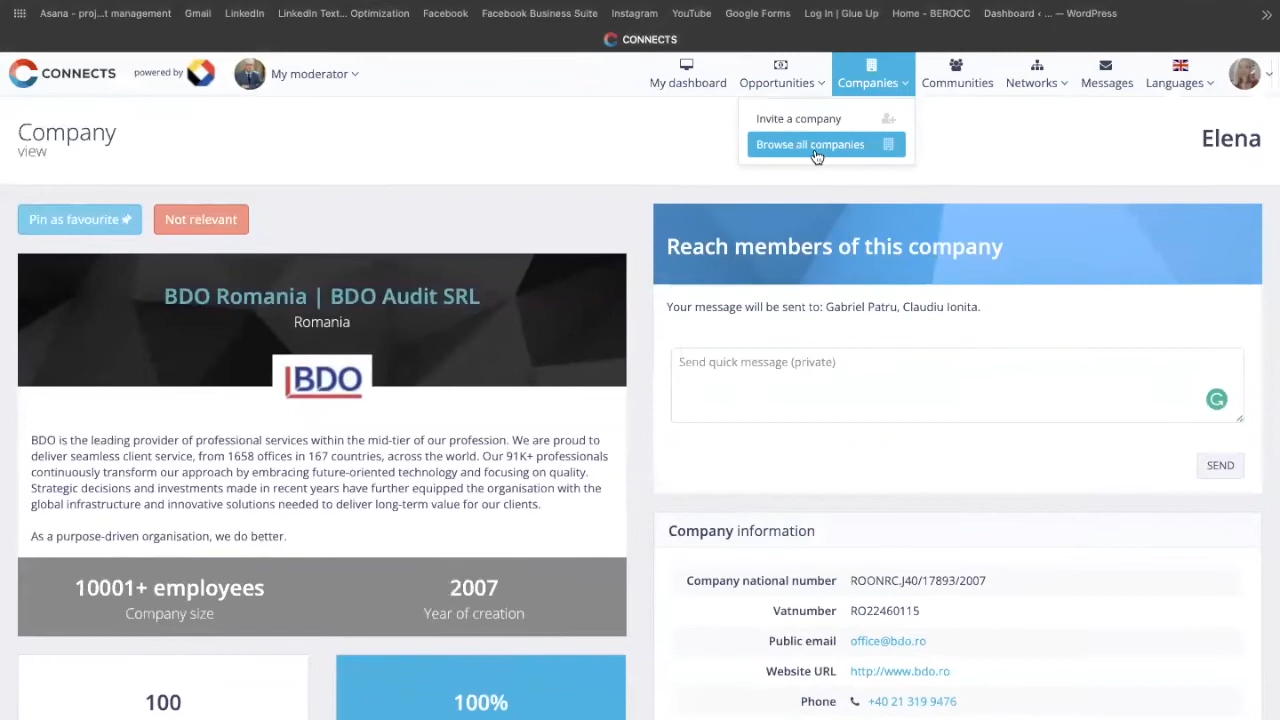 Asana - proj...t management Gmail LinkedIn LinkedIn Text... Optimization Facebook Facebook Business Suite Instagram YouTube Google Forms Log In | Glue Up Home - BEROCC Dashboard ‹ ... — WordPress
CONNECTS
CONNECTS powered by My moderator
My dashboard Opportunities Companies Communities Networks Messages Languages
Invite a company
Browse all companies
Company
view
Elena
Pin as favourite Not relevant
BDO Romania | BDO Audit SRL
Romania
BDO
BDO is the leading provider of professional services within the mid-tier of our profession. We are proud to
deliver seamless client service, from 1658 offices in 167 countries, across the world. Our 91K+ professionals
continuously transform our approach by embracing future-oriented technology and focusing on quality.
Strategic decisions and investments made in recent years have further equipped the organisation with the
global infrastructure and innovative solutions needed to deliver long-term value for our clients.
As a purpose-driven organisation, we do better.
10001+ employees 2007
Company size Year of creation
100 100%
Reach members of this company
Your message will be sent to: Gabriel Patru, Claudiu Ionita.
Send quick message (private)
SEND
Company information
Company national number ROONRC.J40/17893/2007
Vatnumber RO22460115
Public email office@bdo.ro
Website URL http://www.bdo.ro
Phone +40 21 319 9476